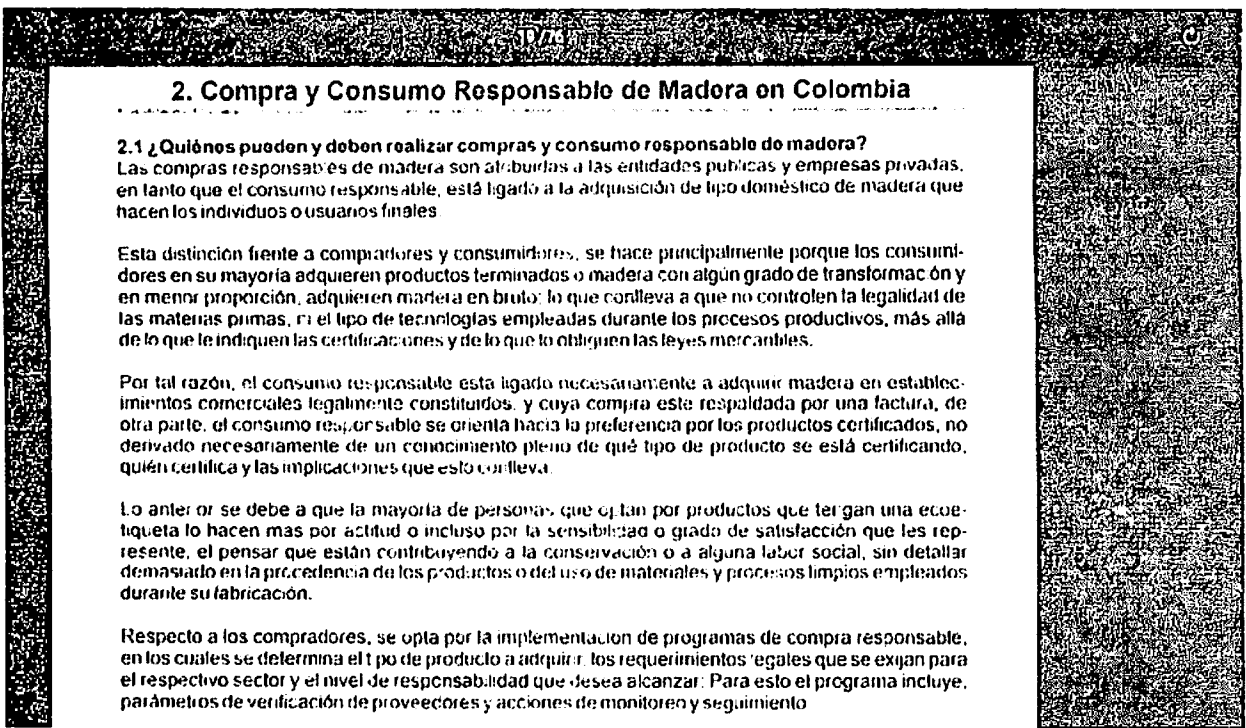 19/76
2. Compra y Consumo Responsable de Madera en Colombia
2.1 ¿Quiénes pueden y deben realizar compras y consumo responsable de madera?
Las compras responsables de madera son atribuidas a las entidades publicas y empresas privadas,
en tanto que el consumo responsable, está ligado a la adquisición de tipo doméstico de madera que
hacen los individuos o usuarios finales.
Esta distinción frente a compradores y consumidores, se hace principalmente porque los consumi-
dores en su mayoría adquieren productos terminados o madera con algún grado de transformación y
en menor proporción, adquieren madera en bruto; lo que conlleva a que no controlen la legalidad de
las materias primas, ni el tipo de tecnologías empleadas durante los procesos productivos, más allá
de lo que le indiquen las certificaciones y de lo que lo obliguen las leyes mercantiles.
Por tal razón, el consumo responsable esta ligado necesariamente a adquirir madera en establec-
imientos comerciales legalmente constituidos, y cuya compra este respaldada por una factura, de
otra parte, el consumo responsable se orienta hacia la preferencia por los productos certificados, no
derivado necesariamente de un conocimiento pleno de qué tipo de producto se está certificando,
quién certifica y las implicaciones que esto conlleva.
Lo anterior se debe a que la mayoría de personas que optan por productos que tengan una ecoe-
tiqueta lo hacen mas por actitud o incluso por la sensibilidad o grado de satisfacción que les rep-
resente, el pensar que están contribuyendo a la conservación o a alguna labor social, sin detallar
demasiado en la procedencia de los productos o del uso de materiales y procesos limpios empleados
durante su fabricación.
Respecto a los compradores, se opta por la implementación de programas de compra responsable,
en los cuales se determina el tipo de producto a adquirir, los requerimientos legales que se exijan para
el respectivo sector y el nivel de responsabilidad que desea alcanzar; Para esto el programa incluye,
parámetros de verificación de proveedores y acciones de monitoreo y seguimiento